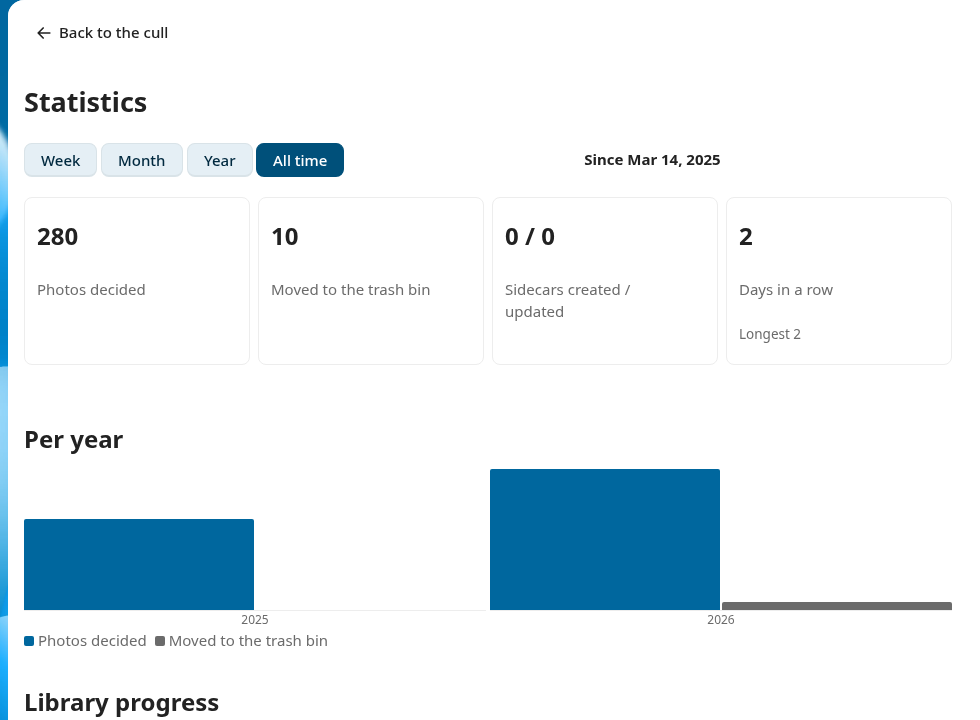 Back to the cull
Statistics
Week Month Year All time Since Mar 14, 2025
280
Photos decided
10
Moved to the trash bin
0 / 0
Sidecars created /
updated
2
Days in a row
Longest 2
Per year
2025 2026
Photos decided Moved to the trash bin
Library progress